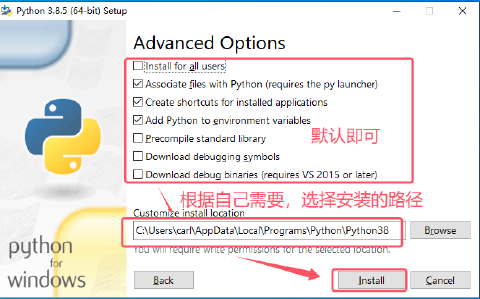 Python 3.8.5 (64-bit) Setup
Advanced Options
Install for all users
Associate files with Python (requires the py launcher)
Create shortcuts for installed applications
Add Python to environment variables
Precompile standard library
默认即可
Download debugging symbols
Download debug binaries (requires VS 2015 or later)
根据自己需要，选择安装的路径
Customize install location
C:\Users\carl\AppData\Local\Programs\Python\Python38
Browse
You will require write permissions for the selected location.
python
for
windows
Back
Install
Cancel